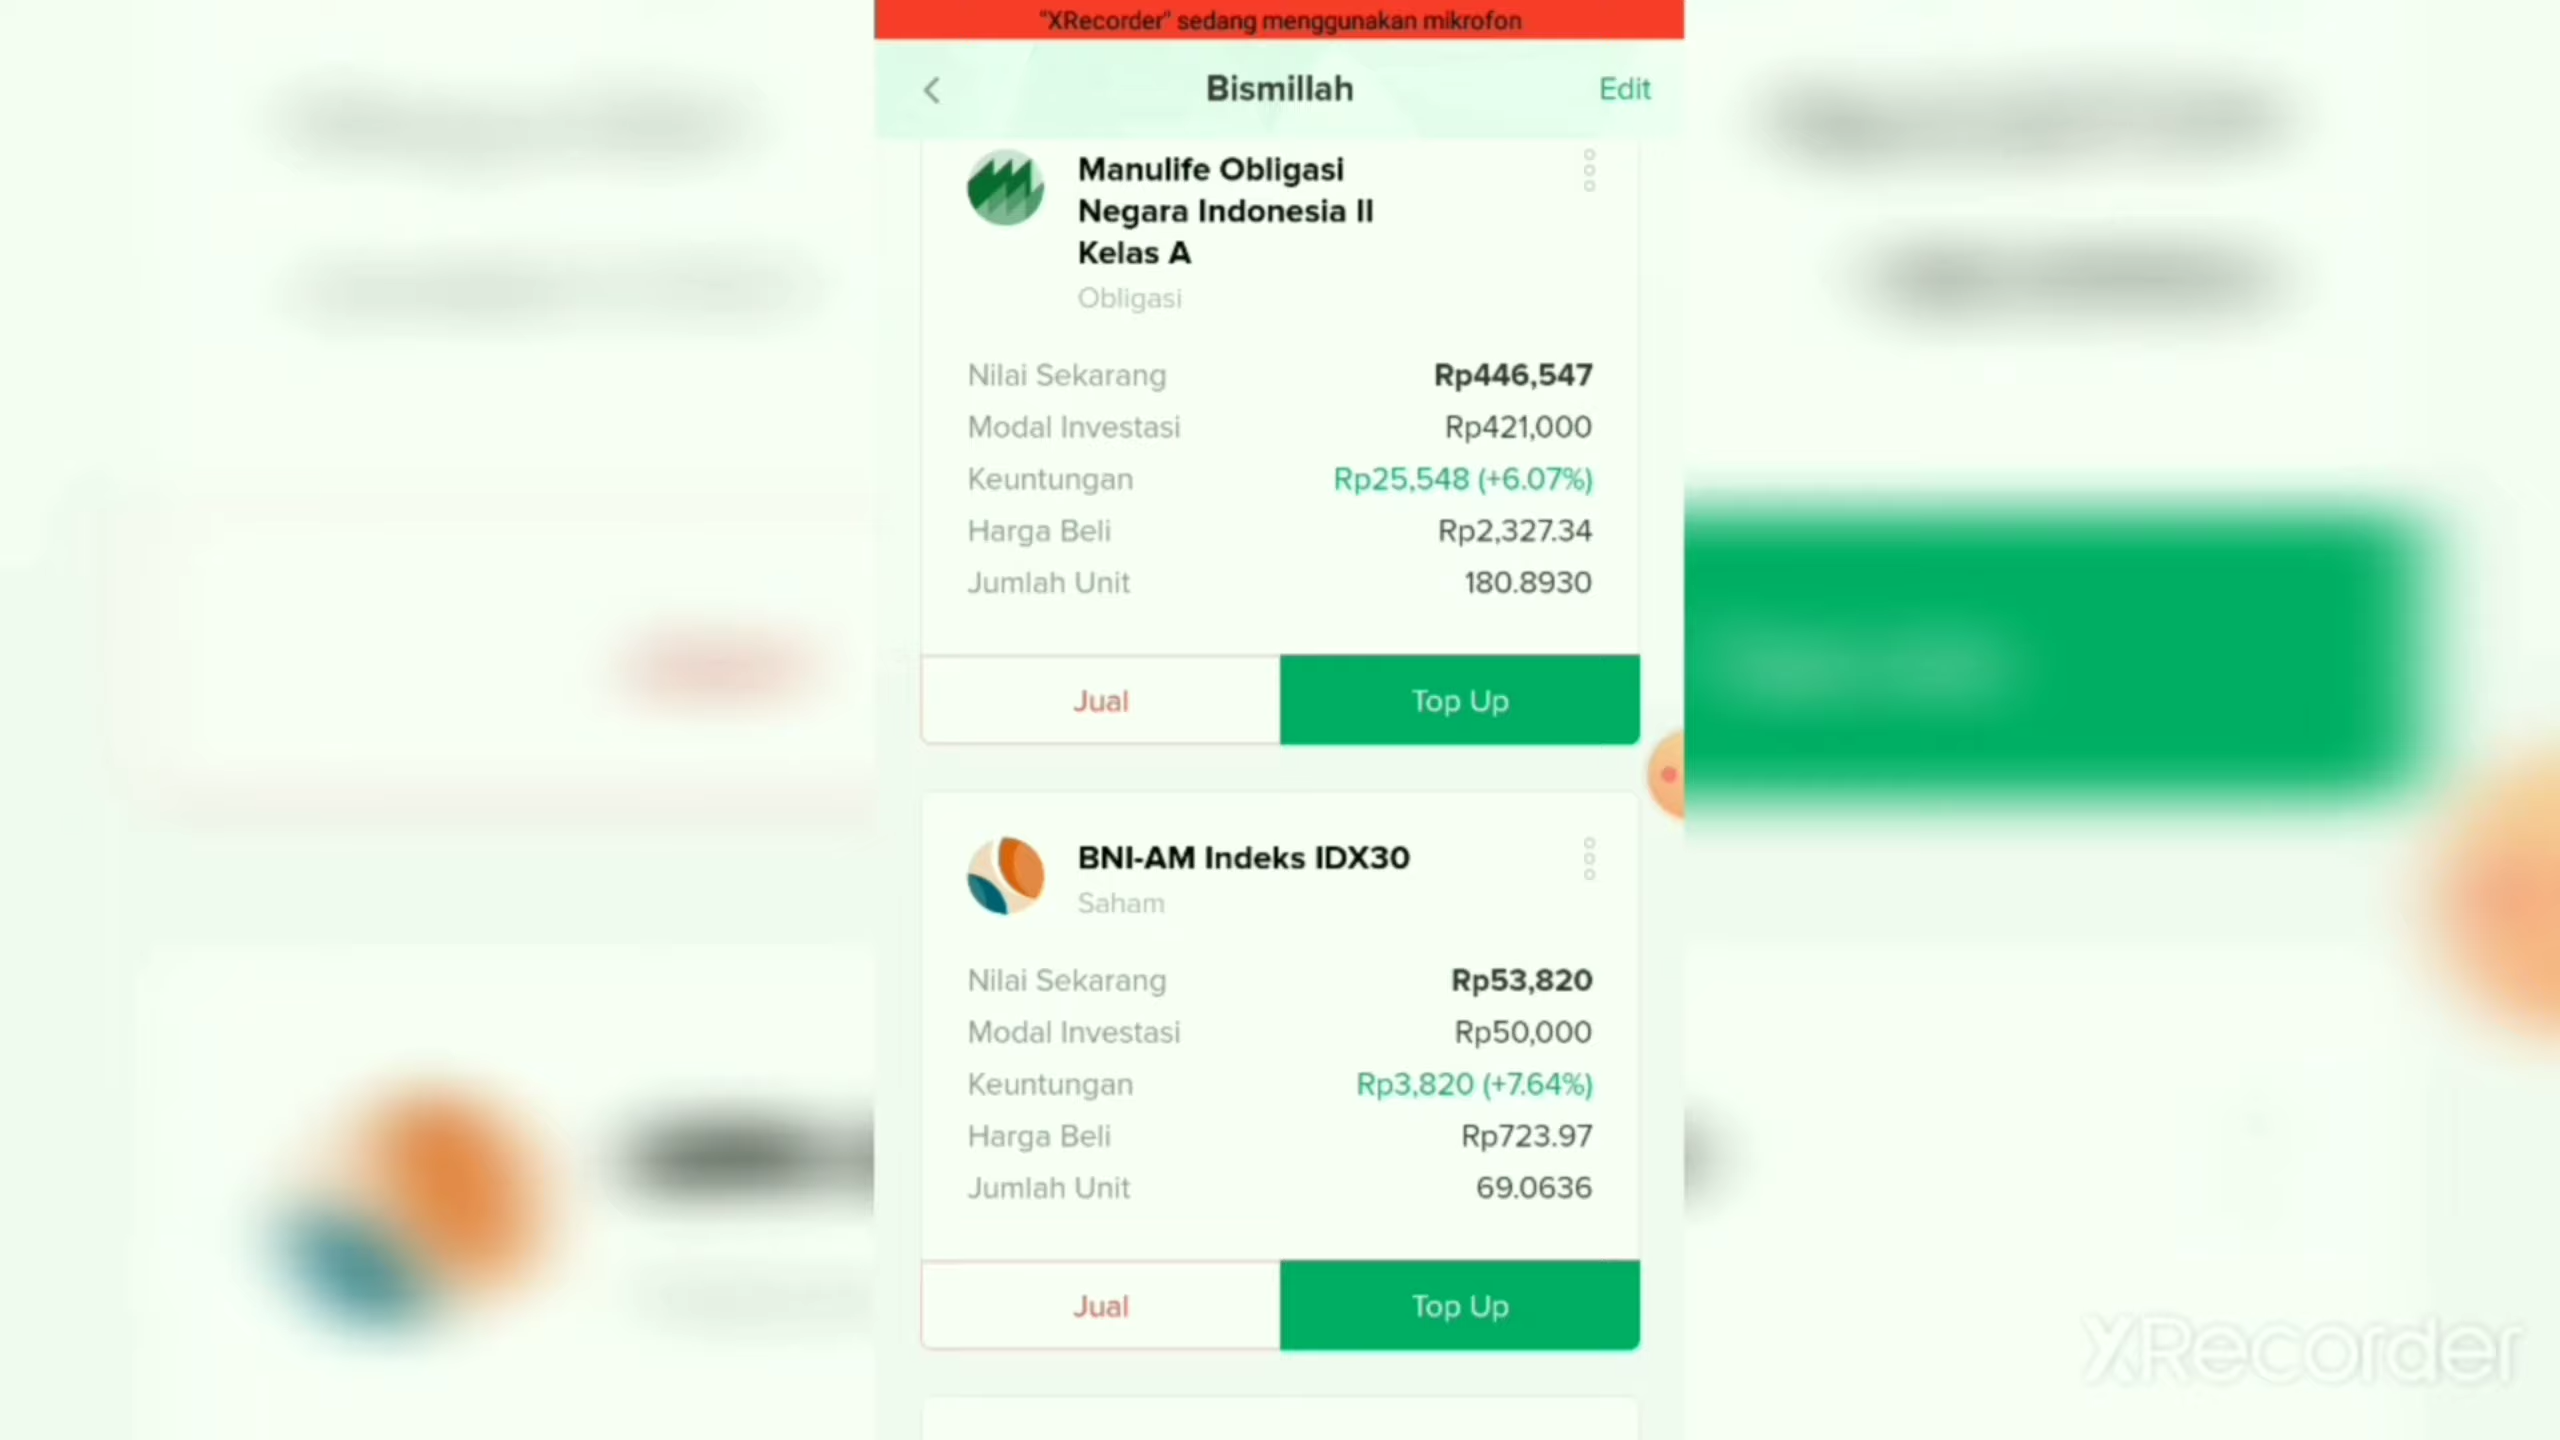 "XRecorder" sedang menggunakan mikrofon
Bismillah
Edit
Manulife Obligasi
Negara Indonesia II
Kelas A
Obligasi
Nilai Sekarang Rp446,547
Modal Investasi Rp421,000
Keuntungan Rp25,548 (+6.07%)
Harga Beli Rp2,327.34
Jumlah Unit 180.8930
Jual Top Up
BNI-AM Indeks IDX30
Saham
Nilai Sekarang Rp53,820
Modal Investasi Rp50,000
Keuntungan Rp3,820 (+7.64%)
Harga Beli Rp723.97
Jumlah Unit 69.0636
Jual Top Up
XRecorder